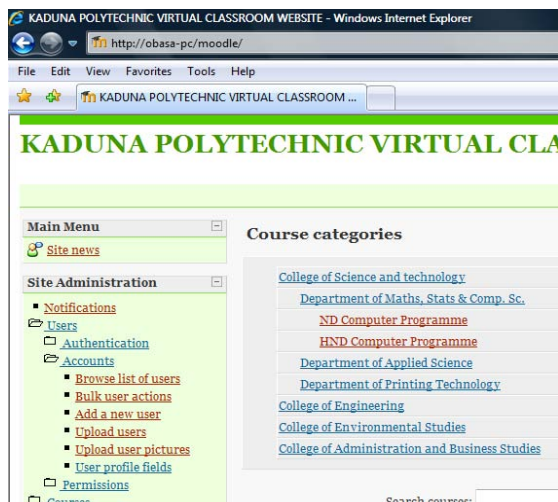 KADUNA POLYTECHNIC VIRTUAL CLASSROOM WEBSITE - Windows Internet Explorer
http://obasa-pc/moodle/
File Edit View Favorites Tools Help
KADUNA POLYTECHNIC VIRTUAL CLASSROOM ...
KADUNA POLYTECHNIC VIRTUAL CLA
Main Menu
Site news
Site Administration
Notifications
Users
Authentication
Accounts
Browse list of users
Bulk user actions
Add a new user
Upload users
Upload user pictures
User profile fields
Permissions
Courses
Course categories
College of Science and technology
Department of Maths, Stats & Comp. Sc.
ND Computer Programme
HND Computer Programme
Department of Applied Science
Department of Printing Technology
College of Engineering
College of Environmental Studies
College of Administration and Business Studies
Search courses: